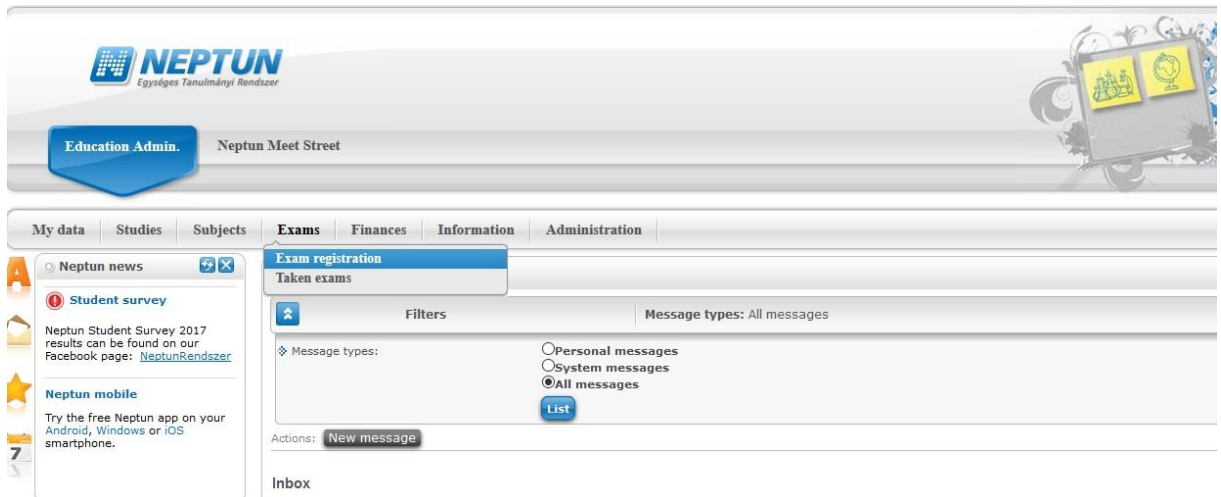 NEPTUN
Egységes Tanulmányi Rendszer
Education Admin.
Neptun Meet Street
My data Studies Subjects Exams Finances Information Administration
Exam registration
Taken exams
Neptun news
Student survey
Neptun Student Survey 2017
results can be found on our
Facebook page: NeptunRendszer
Neptun mobile
Try the free Neptun app on your
Android, Windows or iOS
smartphone.
7
Filters
Message types: All messages
Message types:
Personal messages
System messages
All messages
List
Actions: New message
Inbox